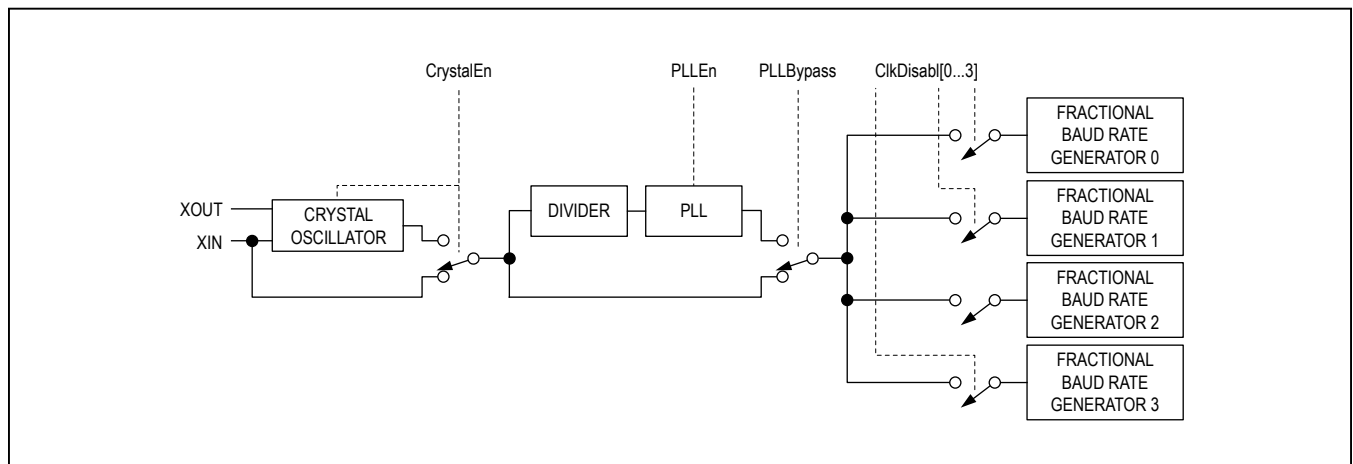 CrystalEn
PLLEn
PLLBypass
ClkDisabl[0...3]
XOUT
XIN
CRYSTAL
OSCILLATOR
DIVIDER
PLL
FRACTIONAL
BAUD RATE
GENERATOR 0
FRACTIONAL
BAUD RATE
GENERATOR 1
FRACTIONAL
BAUD RATE
GENERATOR 2
FRACTIONAL
BAUD RATE
GENERATOR 3